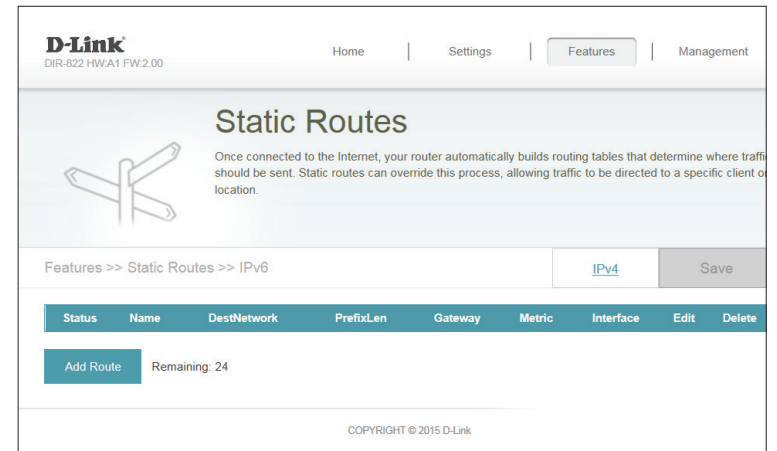 D-Link
DIR-822 HW:A1 FW:2.00
Home | Settings | Features | Management
Static Routes
Once connected to the Internet, your router automatically builds routing tables that determine where
should be sent. Static routes can override this process, allowing traffic to be directed to a specific client
location.
Features >> Static Routes >> IPv6
IPv4
Save
Status Name DestNetwork PrefixLen Gateway Metric Interface Edit Delete
Add Route Remaining: 24
COPYRIGHT © 2015 D-Link